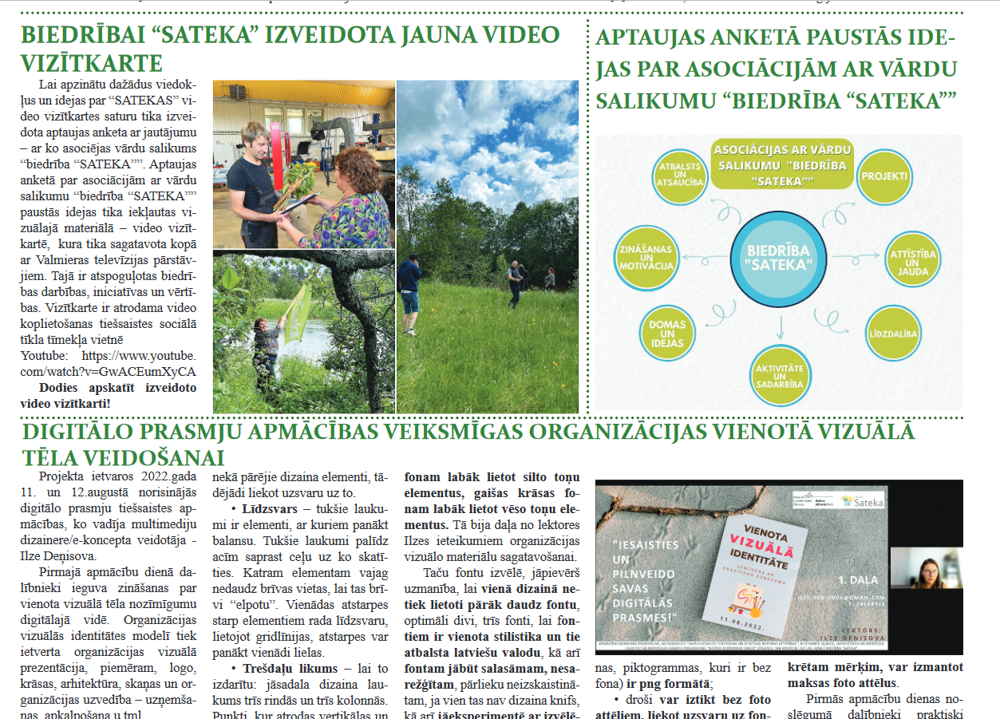 BIEDRĪBAI “SATEKA” IZVEIDOTA JAUNA VIDEO
VIZĪTKARTE
Lai apzinātu dažādus viedok-
ļus un idejas par “SATEKAS” vi-
deo vizītkartes saturu tika izvei-
dota aptaujas anketa ar jautājumu
– ar ko asociējas vārdu salikums
“biedrība “SATEKA””. Aptaujas
anketā par asociācijām ar vārdu
salikumu “biedrība “SATEKA””
paustās idejas tika iekļautas vi-
zuālajā materiālā – video vizīt-
kartē, kura tika sagatavota kopā
ar Valmieras televīzijas pārstāv-
jiem. Tajā ir atspoguļotas biedrī-
bas darbības, iniciatīvas un vērtī-
bas. Vizītkarte ir atrodama video
koplietošanas tiešsaistes sociālā
tīkla tīmekļa vietnē
Youtube: https://www.youtube.
com/watch?v=GwACEumXyCA
Dodies apskatīt izveidoto
video vizītkarti!
APTAUJAS ANKETĀ PAUSTĀS IDE-
JAS PAR ASOCIĀCIJĀM AR VĀRDU
SALIKUMU “BIEDRĪBA “SATEKA””
ASOCIĀCIJAS AR VĀRDU
SALIKUMU "BIEDRĪBA
"SATEKA""
ATBALSTS
UN
ATSAUCĪBA
PROJEKTI
ZINĀŠANAS
UN
MOTIVĀCIJA
BIEDRĪBA
"SATEKA"
ATTĪSTĪBA
UN
JAUDA
DOMAS
UN
IDEJAS
LĪDZDALĪBA
AKTIVITĀTE
UN
SADARBĪBA
DIGITĀLO PRASMJU APMĀCĪBAS VEIKSMĪGAS ORGANIZĀCIJAS VIENOTĀ VIZUĀLĀ
TĒLA VEIDOŠANAI
Projekta ietvaros 2022.gada
11. un 12.augustā norisinājās
digitālo prasmju tiešsaistes ap-
mācības, ko vadīja multimediju
dizainere/e-koncepta veidotāja -
Ilze Deņisova.
Pirmajā apmācību dienā da-
lībnieki ieguva zināšanas par
vienota vizuālā tēla nozīmīgumu
digitālajā vidē. Organizācijas
vizuālās identitātes modelī tiek
ietverta organizācijas vizuālā
prezentācija, piemēram, logo,
krāsas, arhitektūra, skaņas un or-
ganizācijas uzvedība – uzņemša-
nas, apkalpošana u.tml.
nekā pārējie dizaina elementi, tā-
dējādi liekot uzsvaru uz to.
• Līdzsvars – tukšie lauku-
mi ir elementi, ar kuriem panākt
balansu. Tukšie laukumi palīdz
acīm saprast ceļu uz ko skatī-
ties. Katram elementam vajag
nedaudz brīvas vietas, lai tas brī-
vi “elpotu”. Vienādas atstarpes
starp elementiem rada līdzsvaru,
lietojot gridlīnijas, atstarpes var
panākt vienādi lielas.
• Trešdaļu likums – lai to
izdarītu: jāsadala dizaina lau-
kums trīs rindās un trīs kolonnās.
Punkti, kur atrodas vertikālās un
fonam labāk lietot silto toņu
elementus, gaišas krāsas fo-
nam labāk lietot vēso toņu ele-
mentus. Tā bija daļa no lektores
Ilzes ieteikumiem organizācijas
vizuālo materiālu sagatavošanai.
Taču fontu izvēlē, jāpievērš
uzmanība, lai vienā dizainā ne-
tiek lietoti pārāk daudz fontu,
optimāli divi, trīs fonti, lai fon-
tiem ir vienota stilistika un tie
atbalsta latviešu valodu, kā arī
fontam jābūt salasāmam, nesa-
režģītam, pārlieku neizskaistinā-
tam, ja vien tas nav dizaina knifs,
kā arī jāeksperimentē ar izvēlē-
"IESAISTIES
UN
PILNVEIDO
SAVAS
DIGITĀLĀS
PRASMES!"
VIENOTA
VIZUĀLĀ
IDENTITĀTE
SEMINĀRS AR
PRAKTISKO UZDEVUMU
11.08.2022.
Sateka
1. DAĻA
ILZE.DENISOVA@GMAIL.COM
LEKTORS:
ILZE DENISOVA
nas, piktogrammas, kuri ir bez
fona) ir png formātā;
• droši var iztikt bez foto
attēliem, liekot uzsvaru uz fon-
krētam mērķim, var izmantot
maksas foto attēlus.
Pirmās apmācību dienas no-
slēgumā dalībnieki praktiski